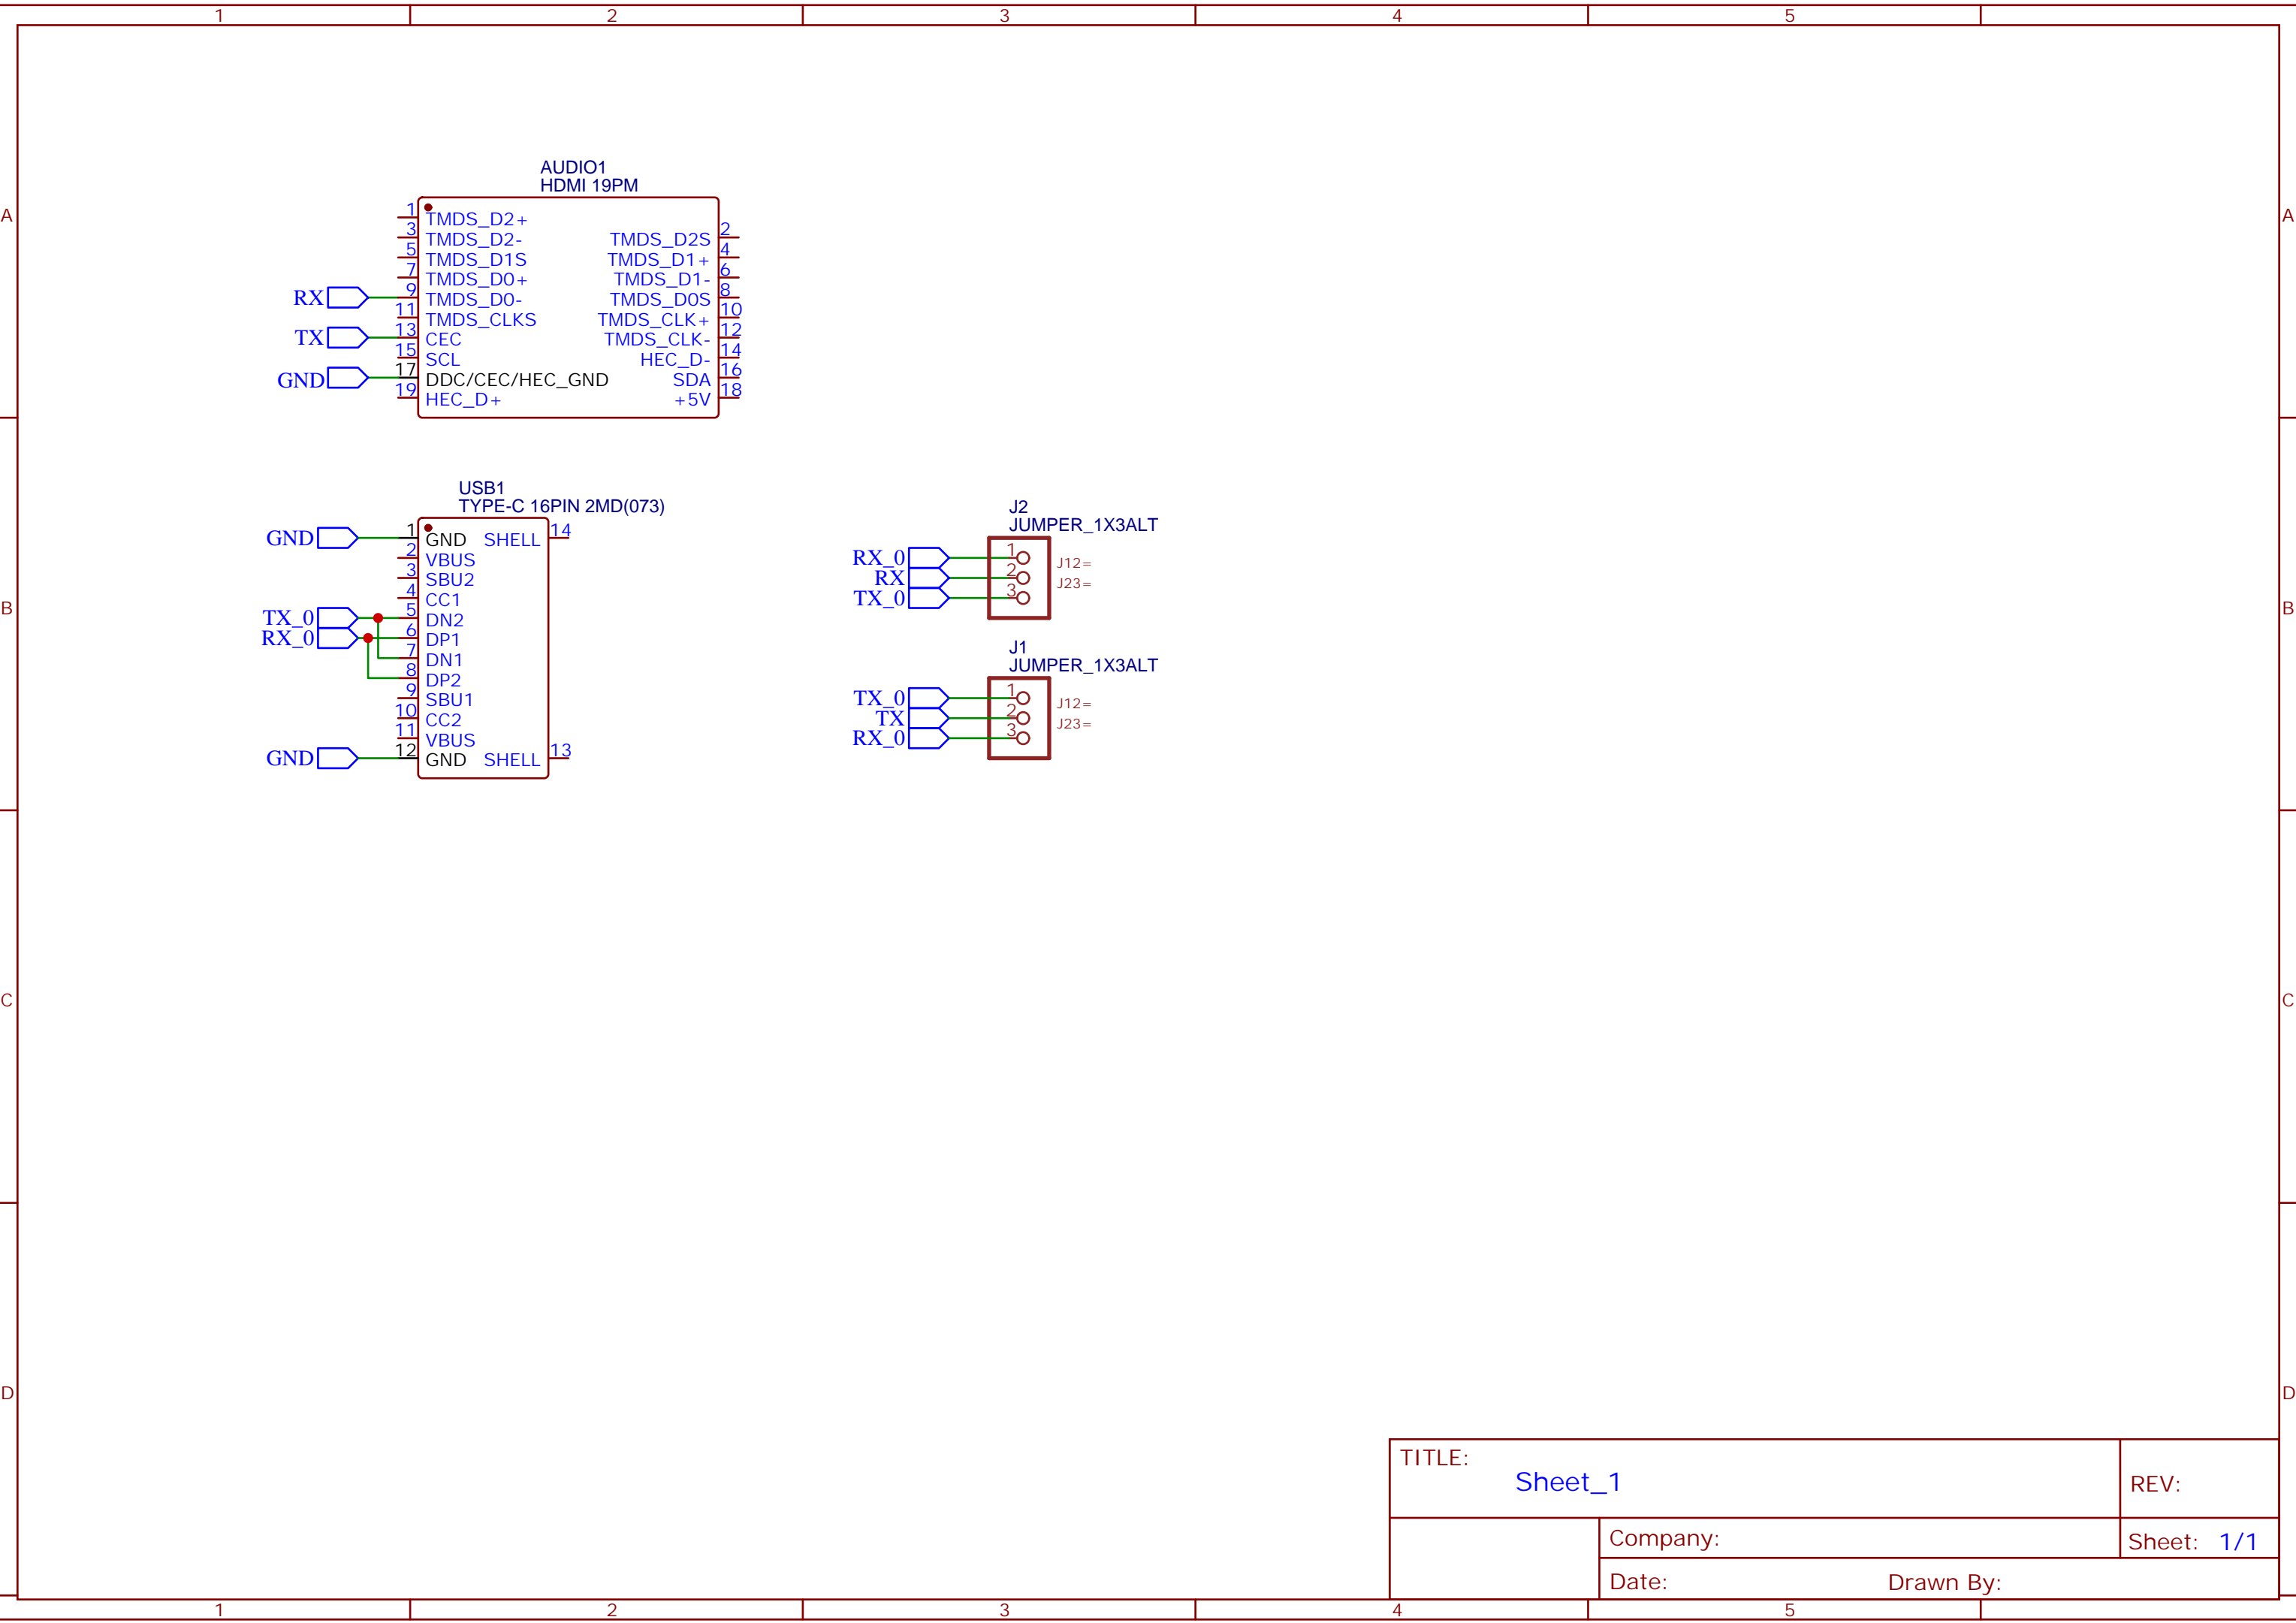 1 2 3 4 5
A A
AUDIO1
HDMI 19PM
1 TMDS_D2+
3 TMDS_D2- TMDS_D2S 2
5 TMDS_D1S TMDS_D1+ 4
7 TMDS_D0+ TMDS_D1- 6
RX 9 TMDS_D0- TMDS_D0S 8
11 TMDS_CLKS TMDS_CLK+ 10
TX 13 CEC TMDS_CLK- 12
15 SCL HEC_D- 14
GND 17 DDC/CEC/HEC_GND SDA 16
19 HEC_D+ +5V 18
B B
USB1
TYPE-C 16PIN 2MD(073)
GND 1 GND SHELL 14
2 VBUS
3 SBU2
4 CC1
TX_0 5 DN2
RX_0 6 DP1
7 DN1
8 DP2
9 SBU1
10 CC2
11 VBUS
GND 12 GND SHELL 13
J2
JUMPER_1X3ALT
RX_0 1 J12=
RX 2 J23=
TX_0 3
J1
JUMPER_1X3ALT
TX_0 1 J12=
TX 2 J23=
RX_0 3
C C
D D
TITLE:
Sheet_1
REV:
Company:
Sheet: 1/1
Date: Drawn By:
1 2 3 4 5